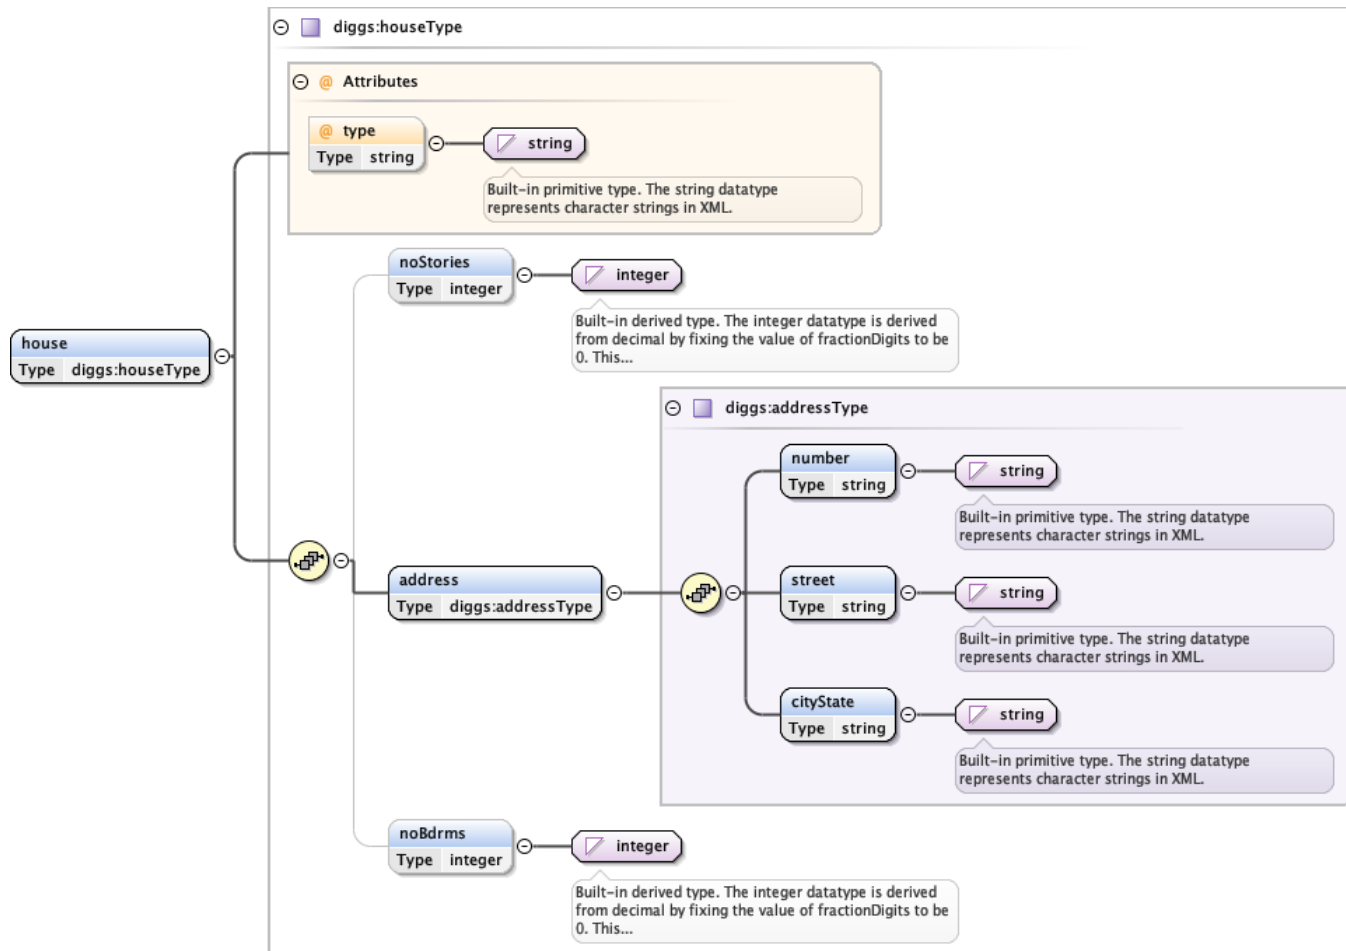 diggs:houseType
@ Attributes
@ type
Type string
string
Built-in primitive type. The string datatype
represents character strings in XML.
noStories
Type integer
integer
Built-in derived type. The integer datatype is derived
from decimal by fixing the value of fractionDigits to be
0. This...
house
Type diggs:houseType
diggs:addressType
number
Type string
string
Built-in primitive type. The string datatype
represents character strings in XML.
address
Type diggs:addressType
street
Type string
string
Built-in primitive type. The string datatype
represents character strings in XML.
cityState
Type string
string
Built-in primitive type. The string datatype
represents character strings in XML.
noBdrms
Type integer
integer
Built-in derived type. The integer datatype is derived
from decimal by fixing the value of fractionDigits to be
0. This...